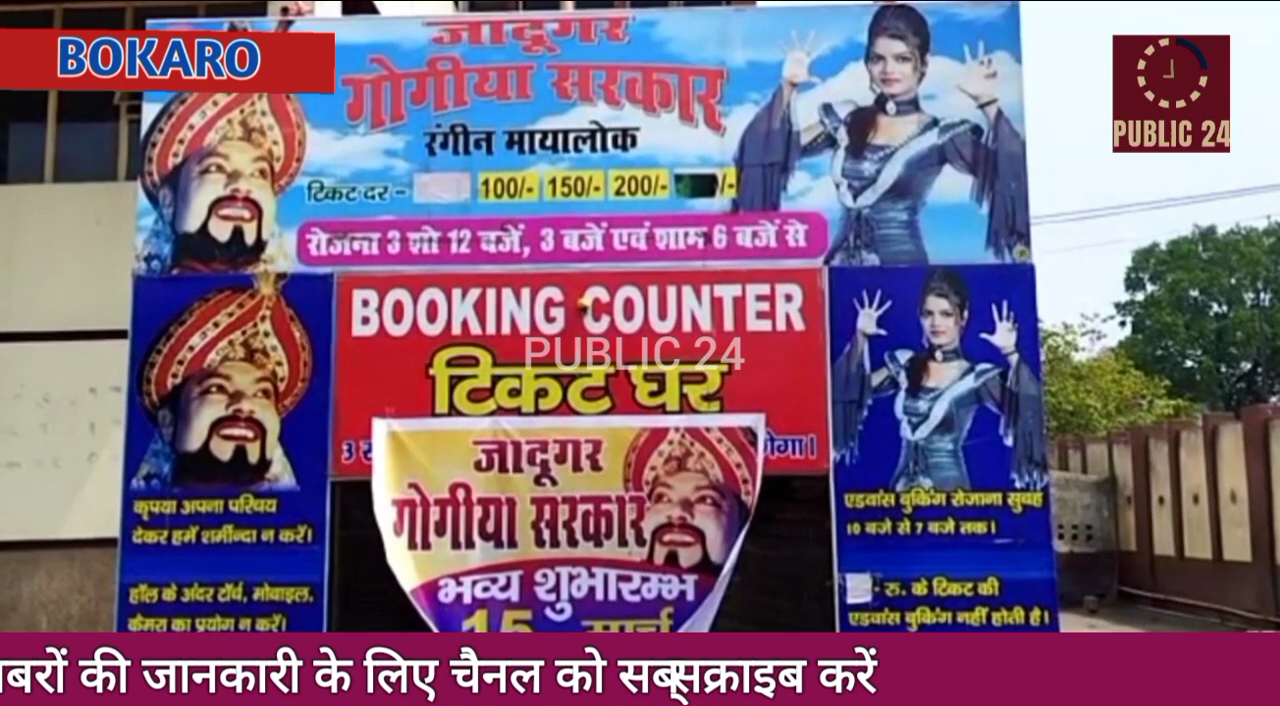 BOKARO
PUBLIC 24
जादूगर
गोगीया सरकार
रंगीन मायालोक
टिकट दर - 100/- 150/- 200/- /-
रोजाना 3 शो 12 बजें, 3 बजें एवं शाम 6 बजें से
BOOKING COUNTER
PUBLIC 24
टिकट घर
जादूगर
गोगीया सरकार
भव्य शुभारम्भ
15 मार्च
कृपया अपना परिचय
देकर हमें शर्मीन्दा न करें।
हॉल के अंदर टॉर्च, मोबाइल,
कैमरा का प्रयोग न करें।
एडवांस बुकिंग रोजाना सुबह
10 बजे से 7 बजे तक।
- रु. के टिकट की
एडवांस बुकिंग नहीं होती है।
की जानकारी के लिए चैनल को सब्सक्राइब करें